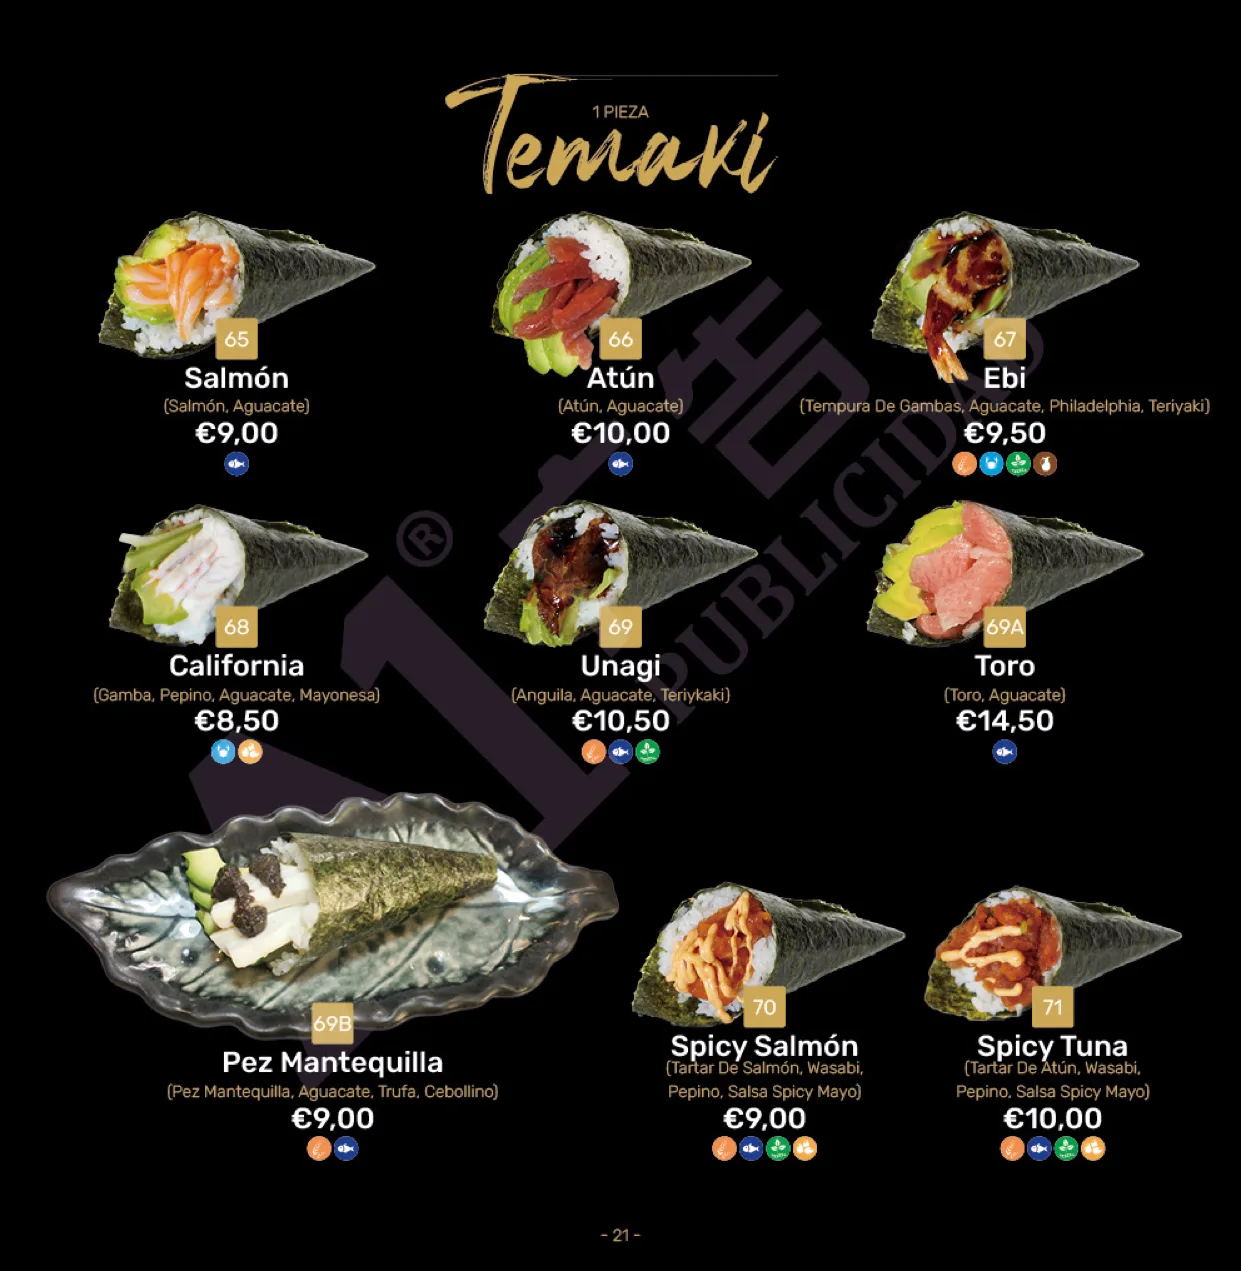 1 PIEZA
Temaki
65
66
67
Salmón
Atún
Ebi
(Salmón, Aguacate)
(Atún, Aguacate)
(Tempura De Gambas, Aguacate, Philadelphia, Teriyaki)
€9,00
€10,00
€9,50
68
69
69A
California
Unagi
Toro
(Gamba, Pepino, Aguacate, Mayonesa)
(Anguila, Aguacate, Teriykaki)
(Toro, Aguacate)
€8,50
€10,50
€14,50
69B
70
71
Pez Mantequilla
Spicy Salmón
Spicy Tuna
(Pez Mantequilla, Aguacate, Trufa, Cebollino)
(Tartar De Salmón, Wasabi,
Pepino, Salsa Spicy Mayo)
(Tartar De Atún, Wasabi,
Pepino, Salsa Spicy Mayo)
€9,00
€9,00
€10,00
A1®广告
PUBLICIDAD
- 21 -